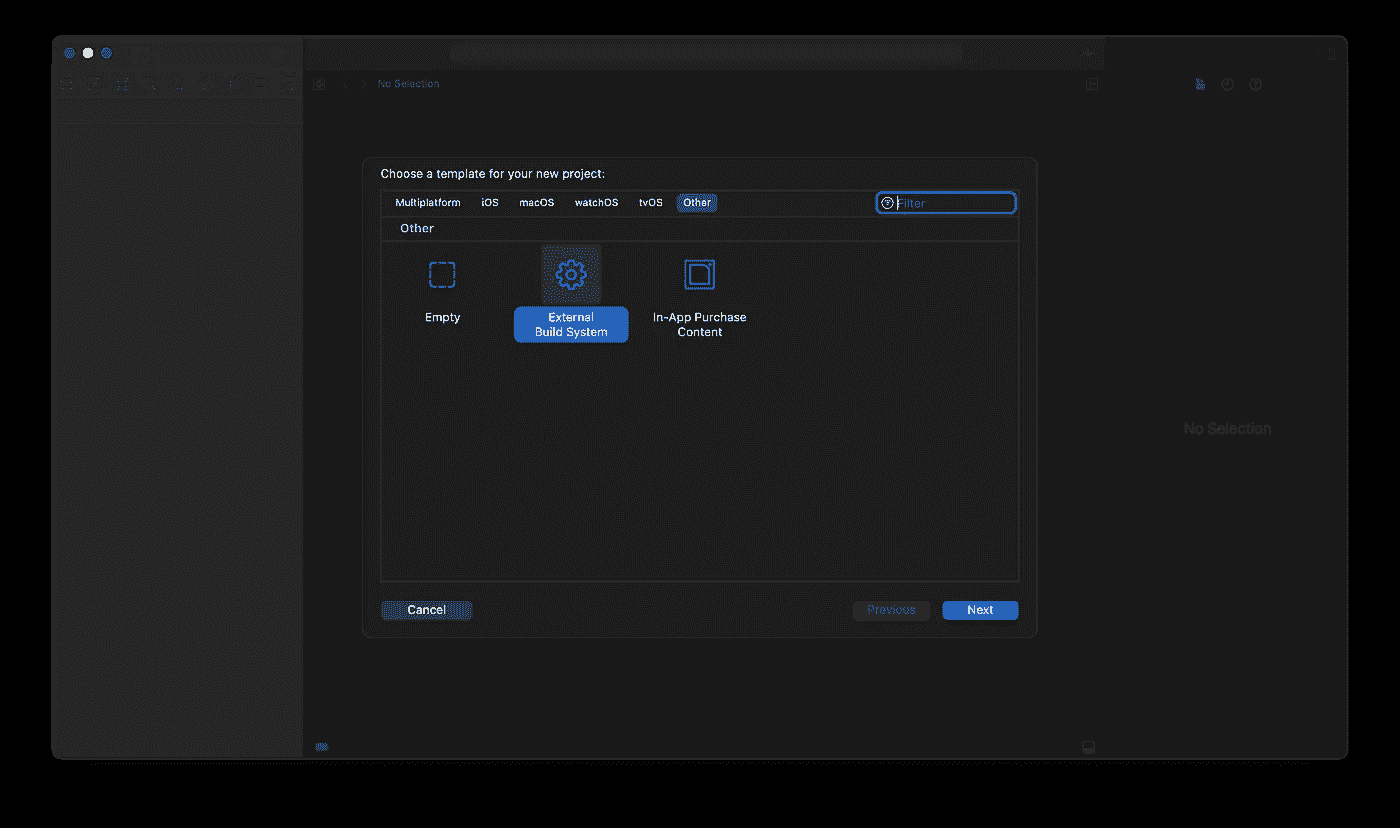 No Selection
Choose a template for your new project:
Multiplatform iOS macOS watchOS tvOS Other
Filter
Other
Empty
External
Build System
In-App Purchase
Content
No Selection
Cancel Previous Next